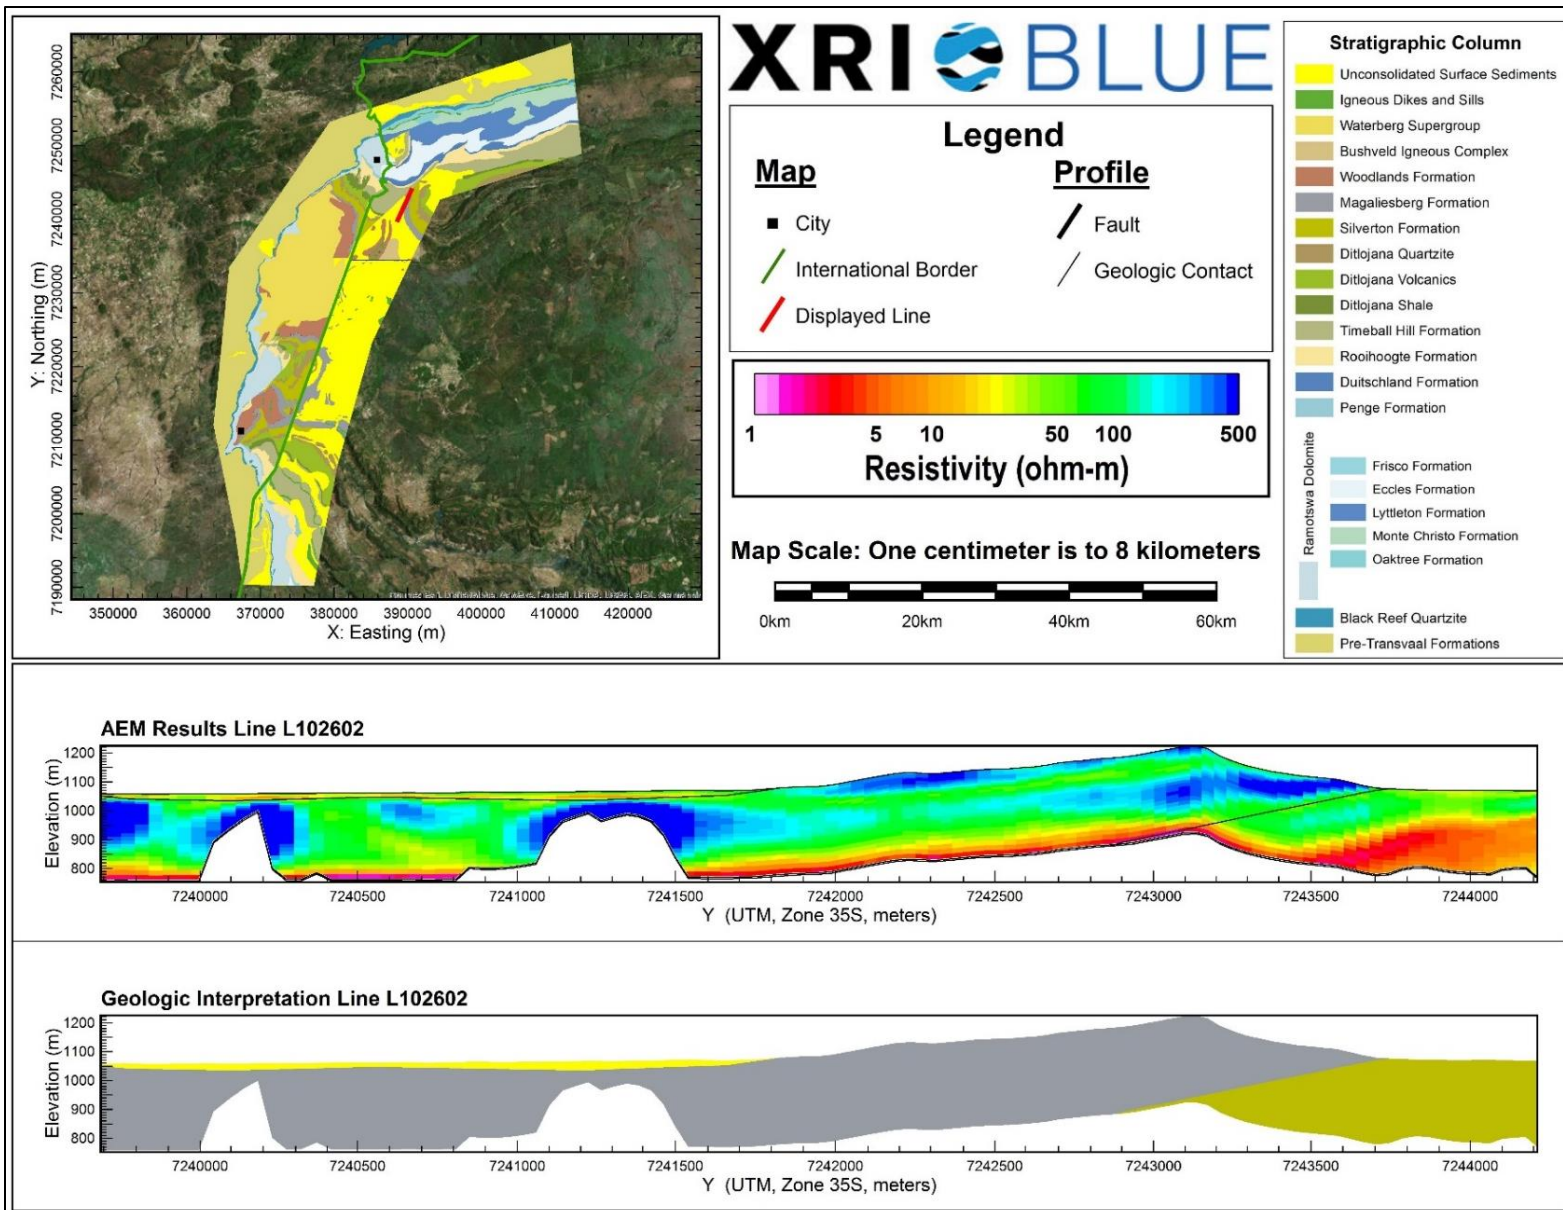 XRI BLUE
7260000
7250000
7240000
7230000
7220000
7210000
7200000
7190000
Y: Northing (m)
350000 360000 370000 380000 390000 400000 410000 420000
X: Easting (m)
Legend
Map
City
International Border
Displayed Line
Profile
Fault
Geologic Contact
1 5 10 50 100 500
Resistivity (ohm-m)
Map Scale: One centimeter is to 8 kilometers
0km 20km 40km 60km
Stratigraphic Column
Unconsolidated Surface Sediments
Igneous Dikes and Sills
Waterberg Supergroup
Bushveld Igneous Complex
Woodlands Formation
Magaliesberg Formation
Silverton Formation
Ditlojana Quartzite
Ditlojana Volcanics
Ditlojana Shale
Timeball Hill Formation
Rooihoogte Formation
Duitschland Formation
Penge Formation
Ramotswa Dolomite
Frisco Formation
Eccles Formation
Lyttleton Formation
Monte Christo Formation
Oaktree Formation
Black Reef Quartzite
Pre-Transvaal Formations
AEM Results Line L102602
Elevation (m)
1200
1100
1000
900
800
7240000 7240500 7241000 7241500 7242000 7242500 7243000 7243500 7244000
Y (UTM, Zone 35S, meters)
Geologic Interpretation Line L102602
Elevation (m)
1200
1100
1000
900
800
7240000 7240500 7241000 7241500 7242000 7242500 7243000 7243500 7244000
Y (UTM, Zone 35S, meters)